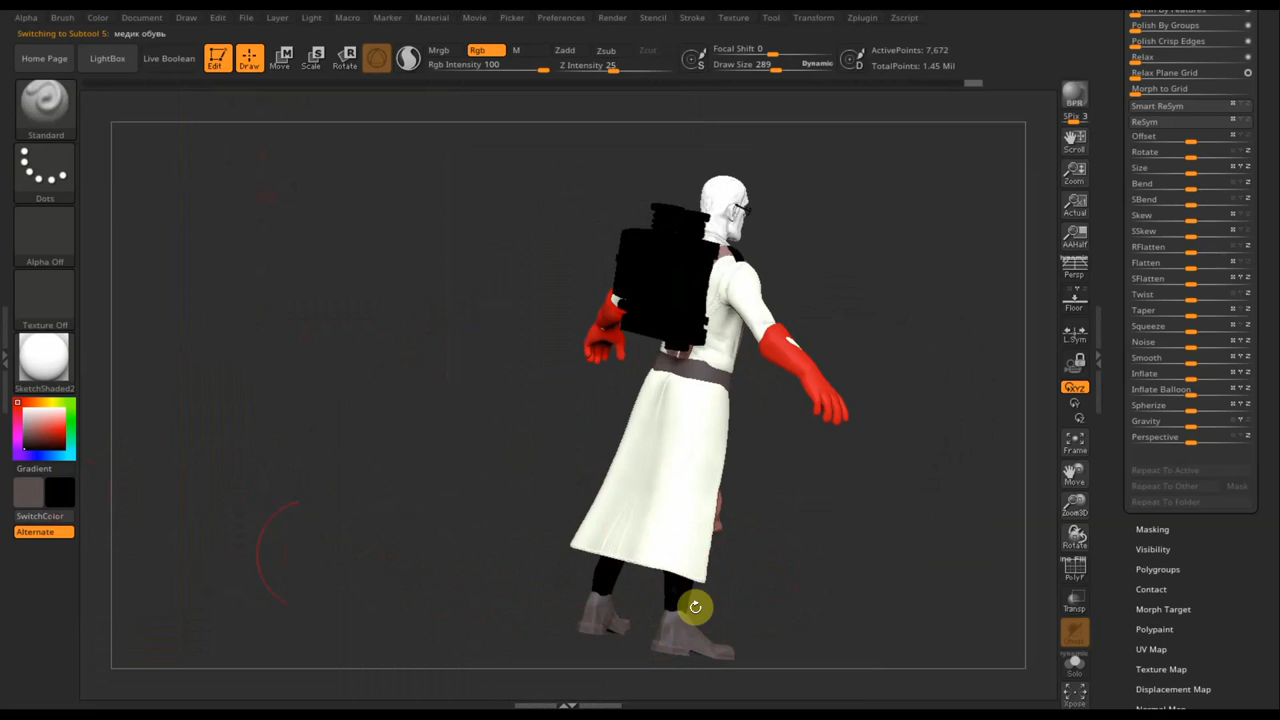 Alpha Brush Color Document Draw Edit File Layer Light Macro Marker Material Movie Picker Preferences Render Stencil Stroke Texture Tool Transform Zplugin Zscript
Switching to Subtool 5: медик обувь
Home Page LightBox Live Boolean Edit Draw Move Scale Rotate
Mrgb Rgb M Zadd Zsub Zcut
Rgb Intensity 100 Z Intensity 25
Focal Shift 0
Draw Size 289 Dynamic
S
D
ActivePoints: 7,672
TotalPoints: 1.45 Mil
Standard
Dots
Alpha Off
Texture Off
SketchShaded2
Gradient
SwitchColor
Alternate
BPR
SPix 3
Scroll
Zoom
Actual
AAHalf
Persp
Floor
L.Sym
XYZ
Frame
Move
Zoom3D
Rotate
PolyF
Transp
Solo
Xpose
Polish By Features
Polish By Groups
Polish Crisp Edges
Relax
Relax Plane Grid
Morph to Grid
Smart ReSym
ReSym
Offset
Rotate
Size
Bend
SBend
Skew
SSkew
RFlatten
Flatten
SFlatten
Twist
Taper
Squeeze
Noise
Smooth
Inflate
Inflate Balloon
Spherize
Gravity
Perspective
Repeat To Active
Repeat To Other Mask
Repeat To Folder
Masking
Visibility
Polygroups
Contact
Morph Target
Polypaint
UV Map
Texture Map
Displacement Map